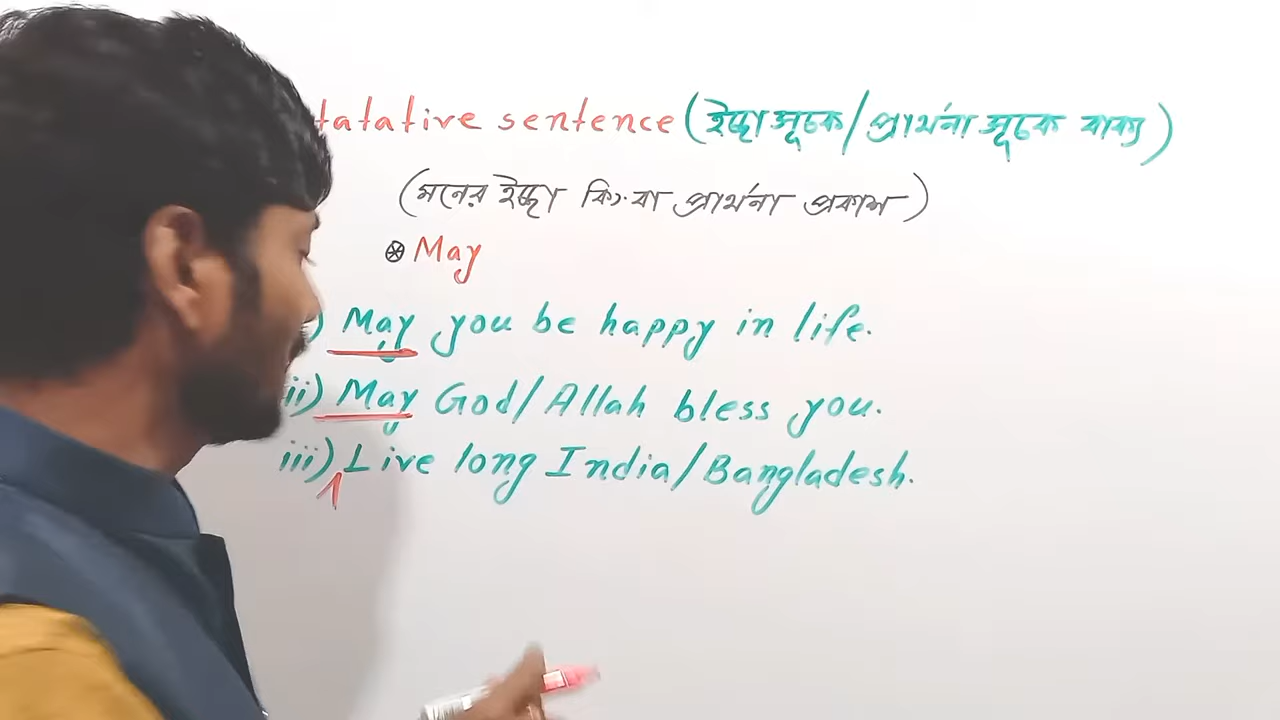 tatative sentence (ইচ্ছাসূচক/প্রার্থনাসূচক বাক্য)
(মনের ইচ্ছা কিংবা প্রার্থনা প্রকাশ)
May
) May you be happy in life.
ii) May God/Allah bless you.
iii) Live long India/Bangladesh.